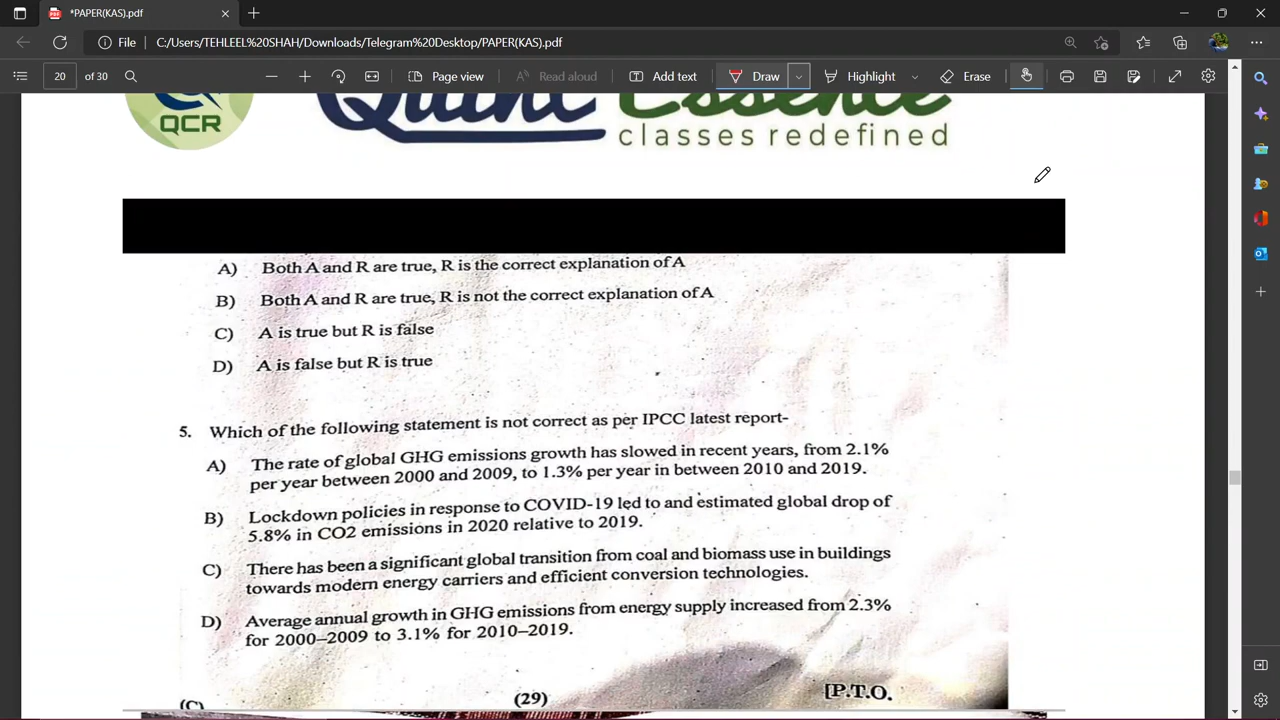 *PAPER(KAS).pdf
File C:/Users/TEHLEEL%20SHAH/Downloads/Telegram%20Desktop/PAPER(KAS).pdf
20 of 30 Page view Read aloud Add text Draw Highlight Erase
QCR
Quint Essence
classes redefined
A) Both A and R are true, R is the correct explanation of A
B) Both A and R are true, R is not the correct explanation of A
C) A is true but R is false
D) A is false but R is true
5. Which of the following statement is not correct as per IPCC latest report-
A) The rate of global GHG emissions growth has slowed in recent years, from 2.1%
per year between 2000 and 2009, to 1.3% per year in between 2010 and 2019.
B) Lockdown policies in response to COVID-19 led to and estimated global drop of
5.8% in CO2 emissions in 2020 relative to 2019.
C) There has been a significant global transition from coal and biomass use in buildings
towards modern energy carriers and efficient conversion technologies.
D) Average annual growth in GHG emissions from energy supply increased from 2.3%
for 2000–2009 to 3.1% for 2010–2019.
(C) (29) [P.T.O.